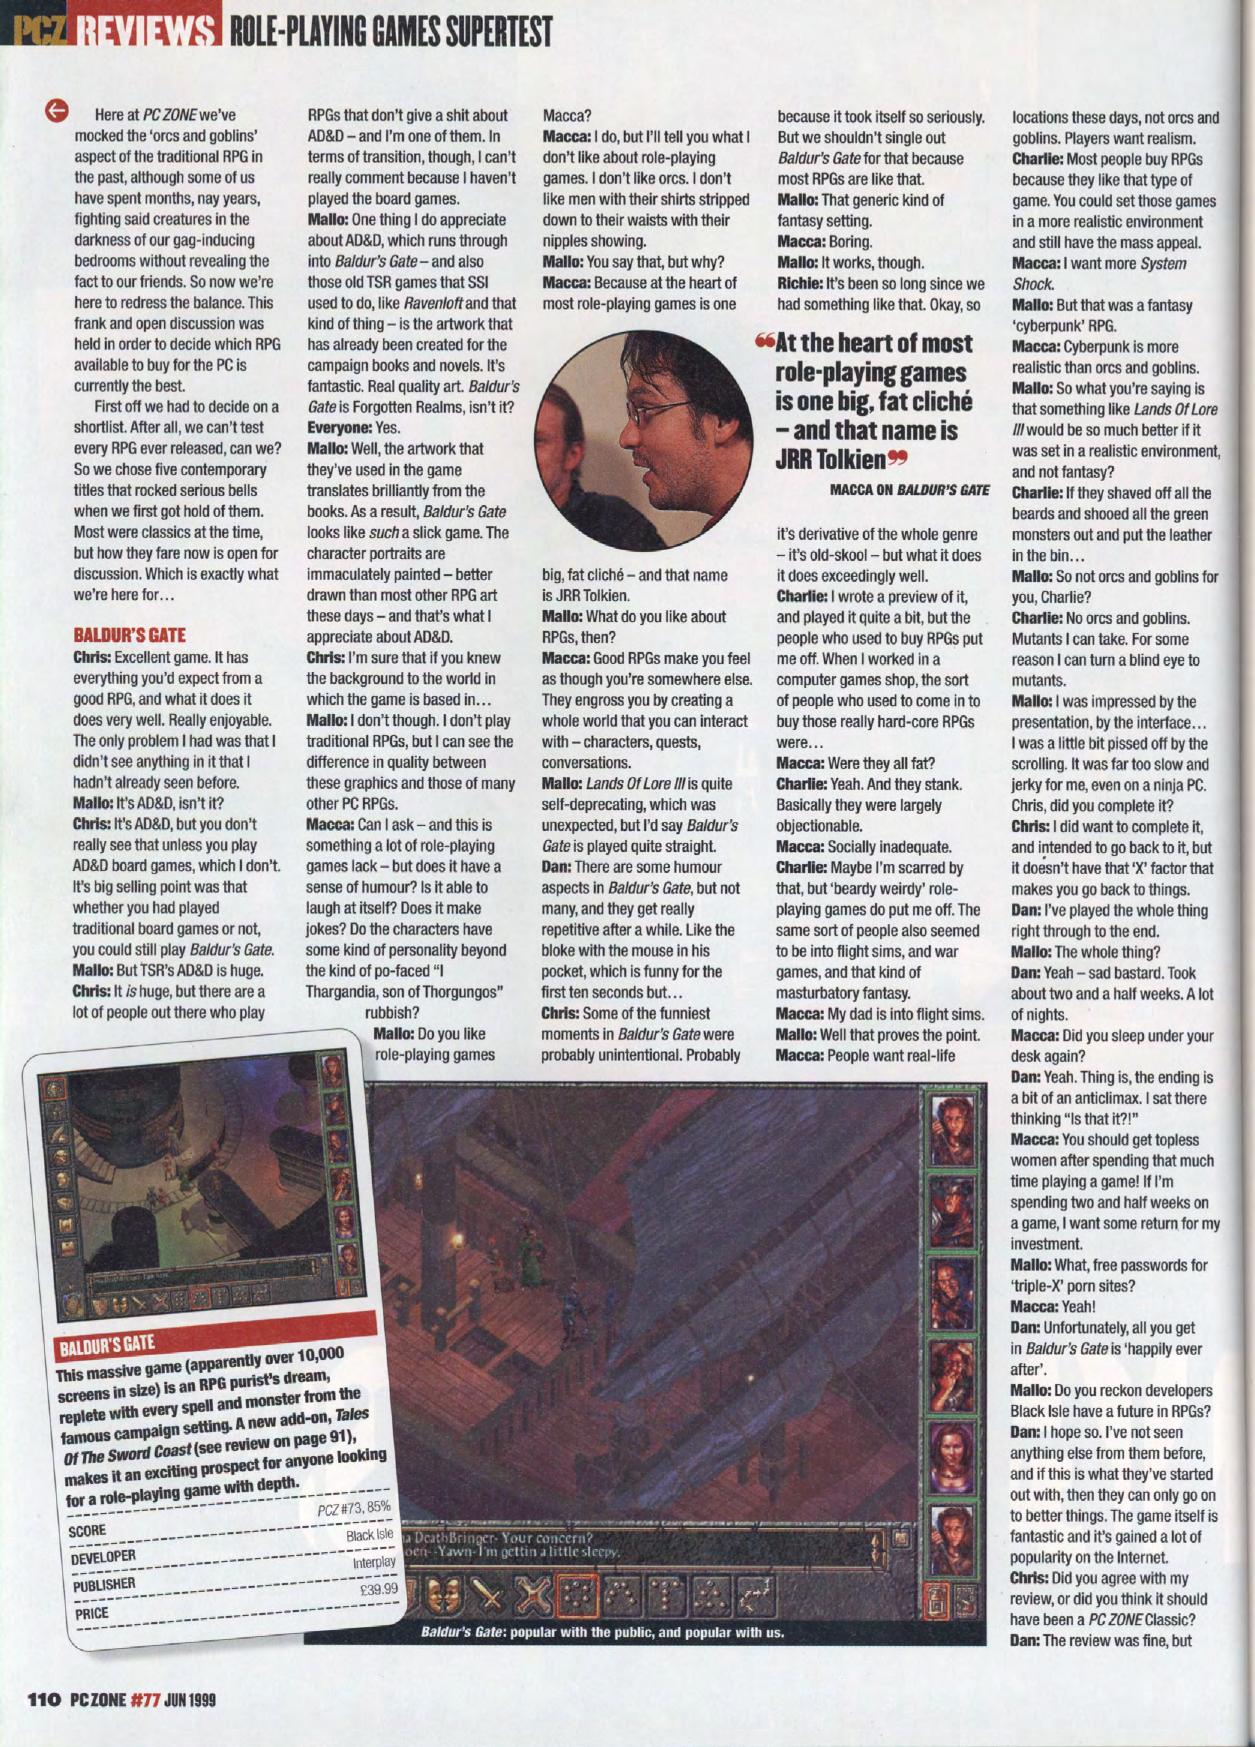 PCZ REVIEWS ROLE-PLAYING GAMES SUPERTEST
Here at PC ZONE we've
mocked the 'orcs and goblins'
aspect of the traditional RPG in
the past, although some of us
have spent months, nay years,
fighting said creatures in the
darkness of our gag-inducing
bedrooms without revealing the
fact to our friends. So now we're
here to redress the balance. This
frank and open discussion was
held in order to decide which RPG
available to buy for the PC is
currently the best.
First off we had to decide on a
shortlist. After all, we can't test
every RPG ever released, can we?
So we chose five contemporary
titles that rocked serious bells
when we first got hold of them.
Most were classics at the time,
but how they fare now is open for
discussion. Which is exactly what
we're here for...
BALDUR'S GATE
Chris: Excellent game. It has
everything you'd expect from a
good RPG, and what it does it
does very well. Really enjoyable.
The only problem I had was that I
didn't see anything in it that I
hadn't already seen before.
Mallo: It's AD&D, isn't it?
Chris: It's AD&D, but you don't
really see that unless you play
AD&D board games, which I don't.
It's big selling point was that
whether you had played
traditional board games or not,
you could still play Baldur's Gate.
Mallo: But TSR's AD&D is huge.
Chris: It is huge, but there are a
lot of people out there who play
RPGs that don't give a shit about
AD&D – and I'm one of them. In
terms of transition, though, I can't
really comment because I haven't
played the board games.
Mallo: One thing I do appreciate
about AD&D, which runs through
into Baldur's Gate – and also
those old TSR games that SSI
used to do, like Ravenloft and that
kind of thing – is the artwork that
has already been created for the
campaign books and novels. It's
fantastic. Real quality art. Baldur's
Gate is Forgotten Realms, isn't it?
Everyone: Yes.
Mallo: Well, the artwork that
they've used in the game
translates brilliantly from the
books. As a result, Baldur's Gate
looks like such a slick game. The
character portraits are
immaculately painted – better
drawn than most other RPG art
these days – and that's what I
appreciate about AD&D.
Chris: I'm sure that if you knew
the background to the world in
which the game is based in...
Mallo: I don't though. I don't play
traditional RPGs, but I can see the
difference in quality between
these graphics and those of many
other PC RPGs.
Macca: Can I ask – and this is
something a lot of role-playing
games lack – but does it have a
sense of humour? Is it able to
laugh at itself? Does it make
jokes? Do the characters have
some kind of personality beyond
the kind of po-faced "I
Thargandia, son of Thorgungos"
rubbish?
Mallo: Do you like
role-playing games
Macca?
Macca: I do, but I'll tell you what I
don't like about role-playing
games. I don't like orcs. I don't
like men with their shirts stripped
down to their waists with their
nipples showing.
Mallo: You say that, but why?
Macca: Because at the heart of
most role-playing games is one
big, fat cliché – and that name
is JRR Tolkien.
Mallo: What do you like about
RPGs, then?
Macca: Good RPGs make you feel
as though you're somewhere else.
They engross you by creating a
whole world that you can interact
with – characters, quests,
conversations.
Mallo: Lands Of Lore III is quite
self-deprecating, which was
unexpected, but I'd say Baldur's
Gate is played quite straight.
Dan: There are some humour
aspects in Baldur's Gate, but not
many, and they get really
repetitive after a while. Like the
bloke with the mouse in his
pocket, which is funny for the
first ten seconds but...
Chris: Some of the funniest
moments in Baldur's Gate were
probably unintentional. Probably
because it took itself so seriously.
But we shouldn't single out
Baldur's Gate for that because
most RPGs are like that.
Mallo: That generic kind of
fantasy setting.
Macca: Boring.
Mallo: It works, though.
Richie: It's been so long since we
had something like that. Okay, so
"At the heart of most
role-playing games
is one big, fat cliché
– and that name is
JRR Tolkien"
MACCA ON BALDUR'S GATE
it's derivative of the whole genre
– it's old-skool – but what it does
it does exceedingly well.
Charlie: I wrote a preview of it,
and played it quite a bit, but the
people who used to buy RPGs put
me off. When I worked in a
computer games shop, the sort
of people who used to come in to
buy those really hard-core RPGs
were...
Macca: Were they all fat?
Charlie: Yeah. And they stank.
Basically they were largely
objectionable.
Macca: Socially inadequate.
Charlie: Maybe I'm scarred by
that, but 'beardy weirdy' role-
playing games do put me off. The
same sort of people also seemed
to be into flight sims, and war
games, and that kind of
masturbatory fantasy.
Macca: My dad is into flight sims.
Mallo: Well that proves the point.
Macca: People want real-life
locations these days, not orcs and
goblins. Players want realism.
Charlie: Most people buy RPGs
because they like that type of
game. You could set those games
in a more realistic environment
and still have the mass appeal.
Macca: I want more System
Shock.
Mallo: But that was a fantasy
'cyberpunk' RPG.
Macca: Cyberpunk is more
realistic than orcs and goblins.
Mallo: So what you're saying is
that something like Lands Of Lore
III would be so much better if it
was set in a realistic environment,
and not fantasy?
Charlie: If they shaved off all the
beards and shooed all the green
monsters out and put the leather
in the bin...
Mallo: So not orcs and goblins for
you, Charlie?
Charlie: No orcs and goblins.
Mutants I can take. For some
reason I can turn a blind eye to
mutants.
Mallo: I was impressed by the
presentation, by the interface...
I was a little bit pissed off by the
scrolling. It was far too slow and
jerky for me, even on a ninja PC.
Chris, did you complete it?
Chris: I did want to complete it,
and intended to go back to it, but
it doesn't have that 'X' factor that
makes you go back to things.
Dan: I've played the whole thing
right through to the end.
Mallo: The whole thing?
Dan: Yeah – sad bastard. Took
about two and a half weeks. A lot
of nights.
Macca: Did you sleep under your
desk again?
Dan: Yeah. Thing is, the ending is
a bit of an anticlimax. I sat there
thinking "Is that it?!"
Macca: You should get topless
women after spending that much
time playing a game! If I'm
spending two and half weeks on
a game, I want some return for my
investment.
Mallo: What, free passwords for
'triple-X' porn sites?
Macca: Yeah!
Dan: Unfortunately, all you get
in Baldur's Gate is 'happily ever
after'.
Mallo: Do you reckon developers
Black Isle have a future in RPGs?
Dan: I hope so. I've not seen
anything else from them before,
and if this is what they've started
out with, then they can only go on
to better things. The game itself is
fantastic and it's gained a lot of
popularity on the Internet.
Chris: Did you agree with my
review, or did you think it should
have been a PC ZONE Classic?
Dan: The review was fine, but
BALDUR'S GATE
This massive game (apparently over 10,000
screens in size) is an RPG purist's dream,
replete with every spell and monster from the
famous campaign setting. A new add-on, Tales
Of The Sword Coast (see review on page 91),
makes it an exciting prospect for anyone looking
for a role-playing game with depth.
SCORE PCZ #73, 85%
DEVELOPER Black Isle
PUBLISHER Interplay
PRICE £39.99
DeathBringer- Your concern?
-Yawn- I'm gettin a little sleepy.
Baldur's Gate: popular with the public, and popular with us.
110 PC ZONE #77 JUN 1999